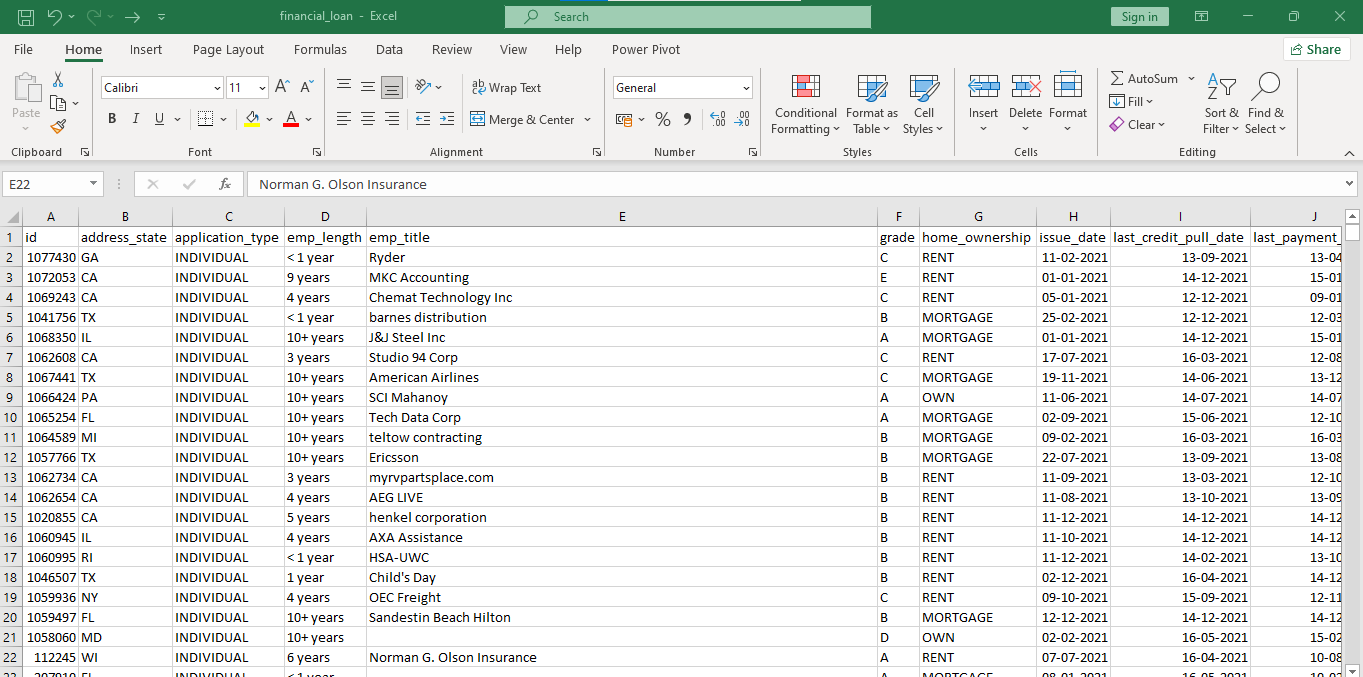 financial_loan - Excel
Search
Sign in
File Home Insert Page Layout Formulas Data Review View Help Power Pivot
Share
Paste
Clipboard
Calibri 11
B I U A
Font
ab Wrap Text
Merge & Center
Alignment
General
% 9 .00 .00
Number
Conditional Formatting
Format as Table
Cell Styles
Styles
Insert Delete Format
Cells
AutoSum
Fill
Clear
Sort & Filter
Find & Select
Editing
E22 fx Norman G. Olson Insurance
A B C D E F G H I J
1 id address_state application_type emp_length emp_title grade home_ownership issue_date last_credit_pull_date last_payment_
2 1077430 GA INDIVIDUAL < 1 year Ryder C RENT 11-02-2021 13-09-2021 13-04
3 1072053 CA INDIVIDUAL 9 years MKC Accounting E RENT 01-01-2021 14-12-2021 15-01
4 1069243 CA INDIVIDUAL 4 years Chemat Technology Inc C RENT 05-01-2021 12-12-2021 09-01
5 1041756 TX INDIVIDUAL < 1 year barnes distribution B MORTGAGE 25-02-2021 12-12-2021 12-03
6 1068350 IL INDIVIDUAL 10+ years J&J Steel Inc A MORTGAGE 01-01-2021 14-12-2021 15-01
7 1062608 CA INDIVIDUAL 3 years Studio 94 Corp C RENT 17-07-2021 16-03-2021 12-08
8 1067441 TX INDIVIDUAL 10+ years American Airlines C MORTGAGE 19-11-2021 14-06-2021 13-12
9 1066424 PA INDIVIDUAL 10+ years SCI Mahanoy A OWN 11-06-2021 14-07-2021 14-07
10 1065254 FL INDIVIDUAL 10+ years Tech Data Corp A MORTGAGE 02-09-2021 15-06-2021 12-10
11 1064589 MI INDIVIDUAL 10+ years teltow contracting B MORTGAGE 09-02-2021 16-03-2021 16-03
12 1057766 TX INDIVIDUAL 10+ years Ericsson B MORTGAGE 22-07-2021 13-09-2021 13-08
13 1062734 CA INDIVIDUAL 3 years myrvpartsplace.com B RENT 11-09-2021 13-03-2021 12-10
14 1062654 CA INDIVIDUAL 4 years AEG LIVE B RENT 11-08-2021 13-10-2021 13-09
15 1020855 CA INDIVIDUAL 5 years henkel corporation B RENT 11-12-2021 14-12-2021 14-12
16 1060945 IL INDIVIDUAL 4 years AXA Assistance B RENT 11-10-2021 14-12-2021 14-12
17 1060995 RI INDIVIDUAL < 1 year HSA-UWC B RENT 11-12-2021 14-02-2021 13-10
18 1046507 TX INDIVIDUAL 1 year Child's Day B RENT 02-12-2021 16-04-2021 14-12
19 1059936 NY INDIVIDUAL 4 years OEC Freight C RENT 09-10-2021 15-09-2021 12-11
20 1059497 FL INDIVIDUAL 10+ years Sandestin Beach Hilton B MORTGAGE 12-12-2021 14-12-2021 14-12
21 1058060 MD INDIVIDUAL 10+ years D OWN 02-02-2021 16-05-2021 15-02
22 112245 WI INDIVIDUAL 6 years Norman G. Olson Insurance A RENT 07-07-2021 16-04-2021 10-08